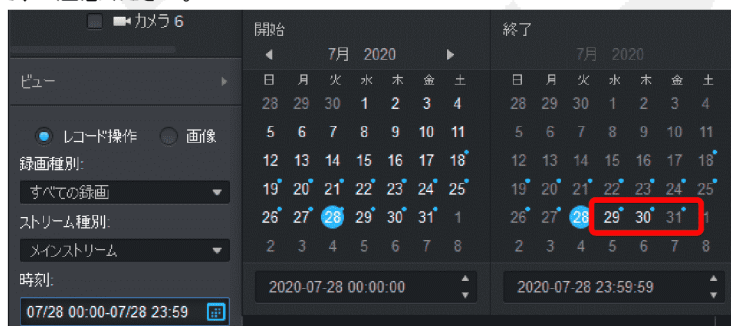 カメラ 6
ビュー
レコード操作 画像
録画種別:
すべての録画
ストリーム種別:
メインストリーム
時刻:
07/28 00:00-07/28 23:59
開始
7月 2020
日 月 火 水 木 金 土
28 29 30 1 2 3 4
5 6 7 8 9 10 11
12 13 14 15 16 17 18
19 20 21 22 23 24 25
26 27 28 29 30 31 1
2 3 4 5 6 7 8
2020-07-28 00:00:00
終了
7月 2020
日 月 火 水 木 金 土
28 29 30 1 2 3 4
5 6 7 8 9 10 11
12 13 14 15 16 17 18
19 20 21 22 23 24 25
26 27 28 29 30 31 1
2 3 4 5 6 7 8
2020-07-28 23:59:59